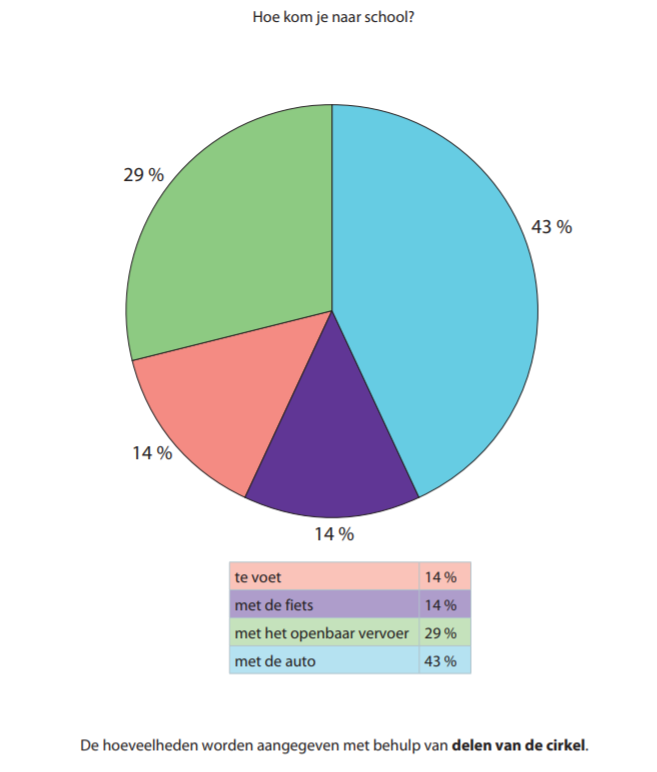 Hoe kom je naar school?
29 %
43 %
14 %
14 %
te voet 14 %
met de fiets 14 %
met het openbaar vervoer 29 %
met de auto 43 %
De hoeveelheden worden aangegeven met behulp van delen van de cirkel.